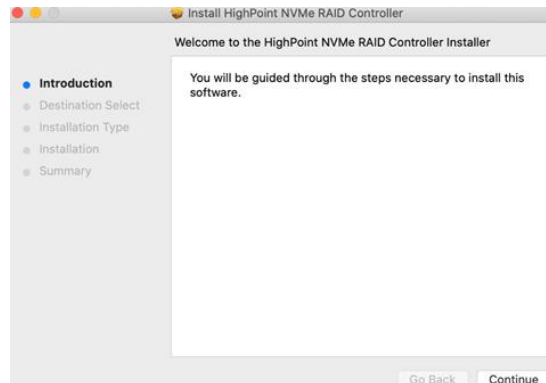 Install HighPoint NVMe RAID Controller
Welcome to the HighPoint NVMe RAID Controller Installer
Introduction
Destination Select
Installation Type
Installation
Summary
You will be guided through the steps necessary to install this
software.
Go Back
Continue